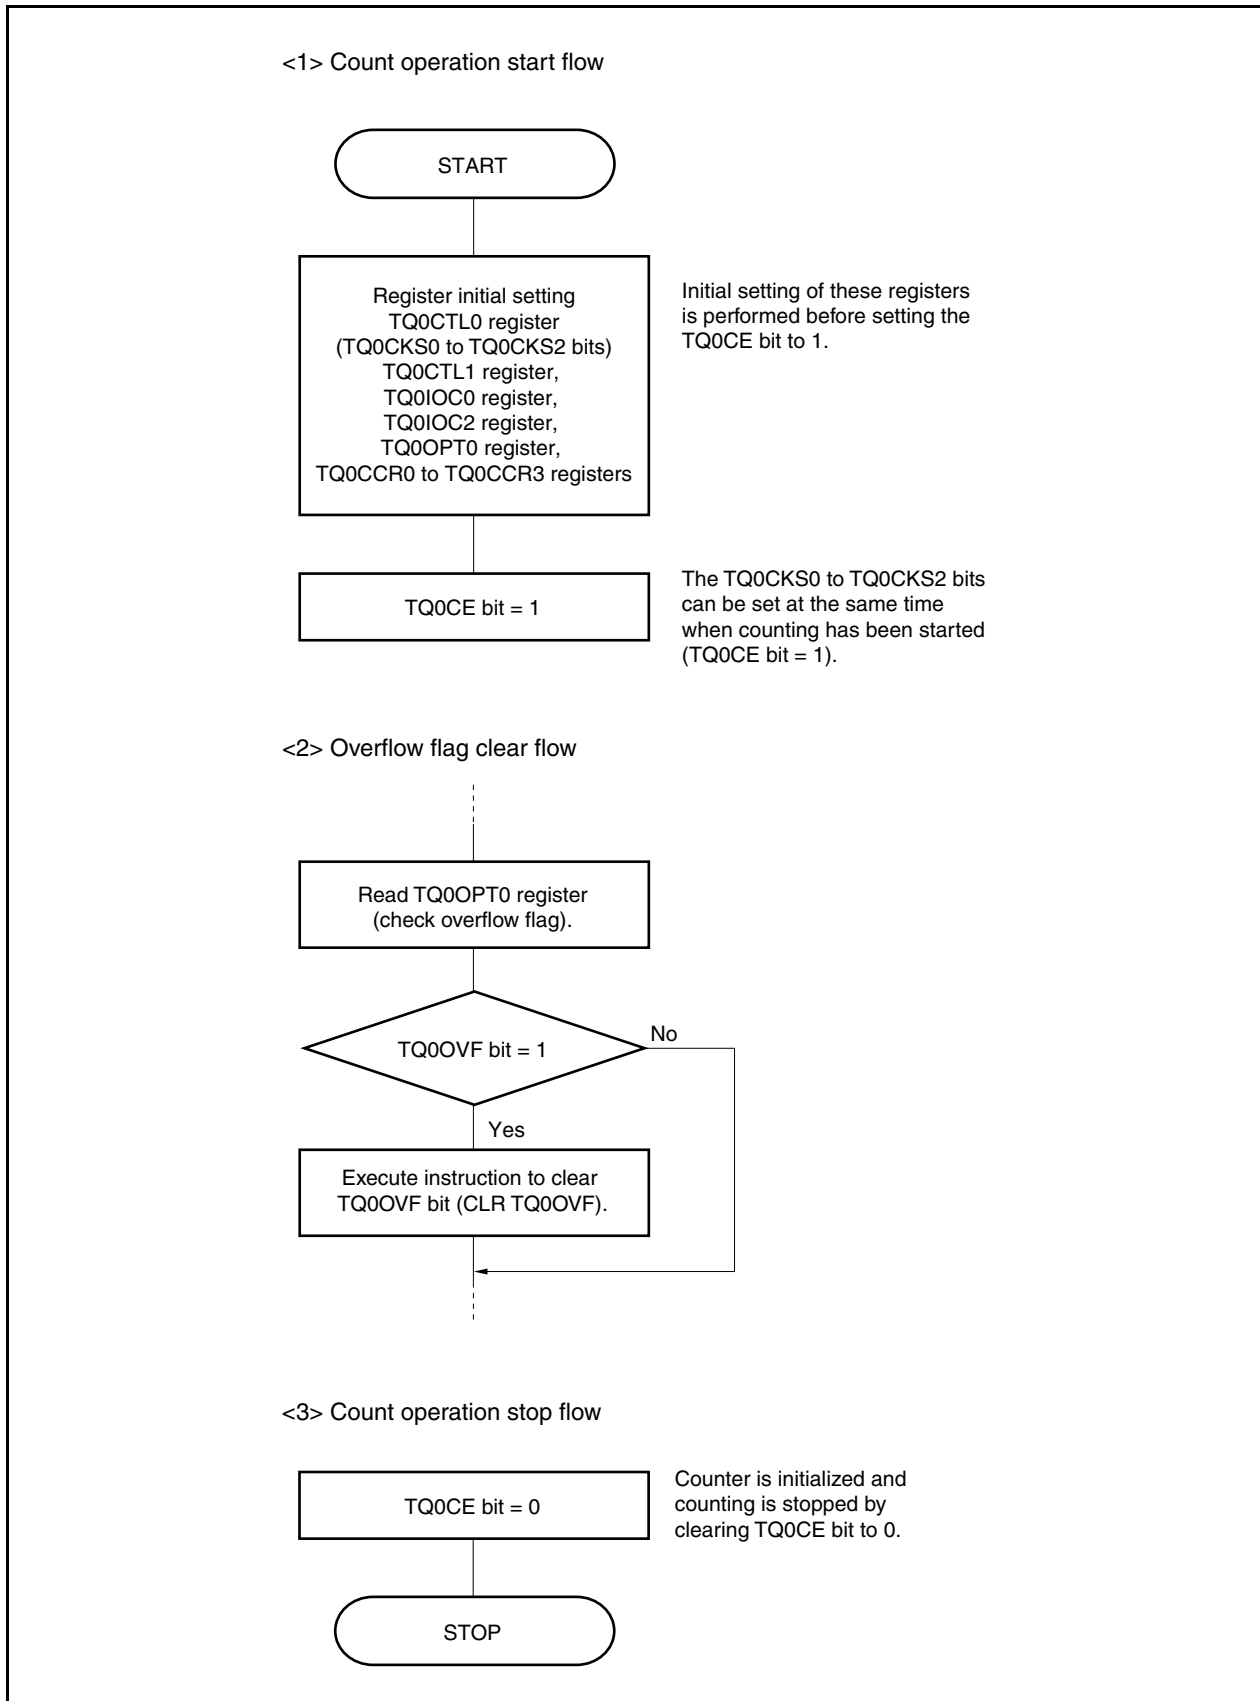 <1> Count operation start flow
START
Register initial setting
TQ0CTL0 register
(TQ0CKS0 to TQ0CKS2 bits)
TQ0CTL1 register,
TQ0IOC0 register,
TQ0IOC2 register,
TQ0OPT0 register,
TQ0CCR0 to TQ0CCR3 registers
Initial setting of these registers
is performed before setting the
TQ0CE bit to 1.
TQ0CE bit = 1
The TQ0CKS0 to TQ0CKS2 bits
can be set at the same time
when counting has been started
(TQ0CE bit = 1).
<2> Overflow flag clear flow
Read TQ0OPT0 register
(check overflow flag).
TQ0OVF bit = 1
No
Yes
Execute instruction to clear
TQ0OVF bit (CLR TQ0OVF).
<3> Count operation stop flow
TQ0CE bit = 0
Counter is initialized and
counting is stopped by
clearing TQ0CE bit to 0.
STOP